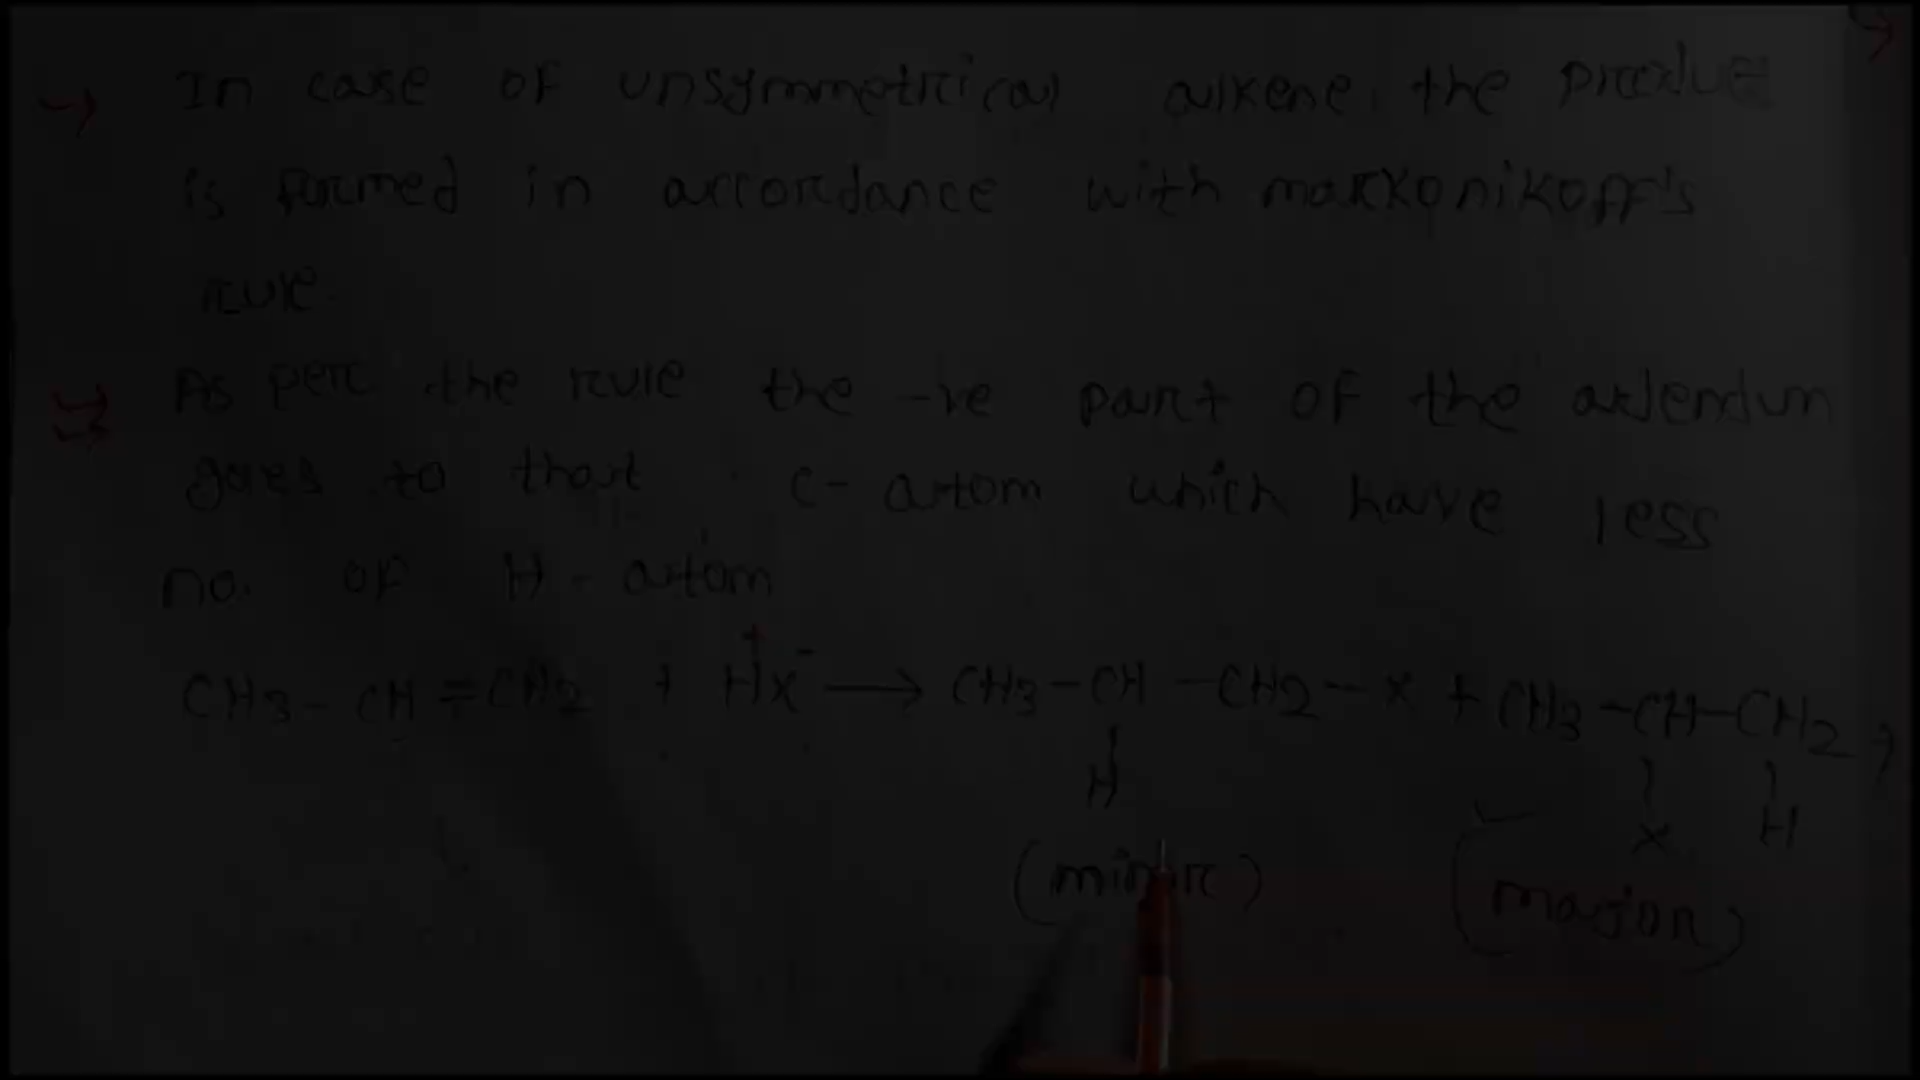 → In case of unsymmetrical alkene the produc
is formed in accordance with markonikoff's
rule.
→ As per the rule the -ve part of the addendum
goes to that C-atom which have less
no. of H-atom
CH3-CH=CH2 + H⁺X⁻ → CH3-CH-CH2-X + CH3-CH-CH2,
H X H
(minor) (major)